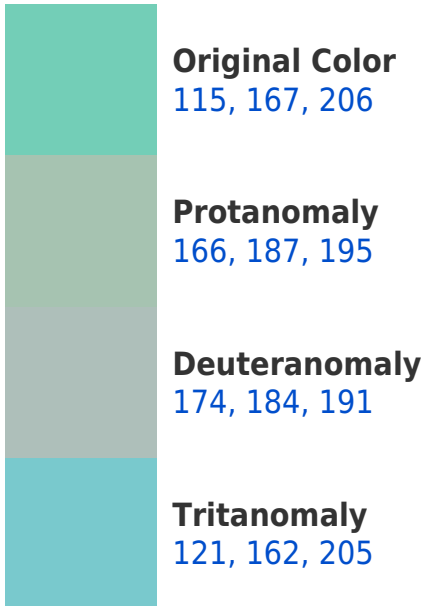 Original Color
115, 167, 206
Protanomaly
166, 187, 195
Deuteranomaly
174, 184, 191
Tritanomaly
121, 162, 205